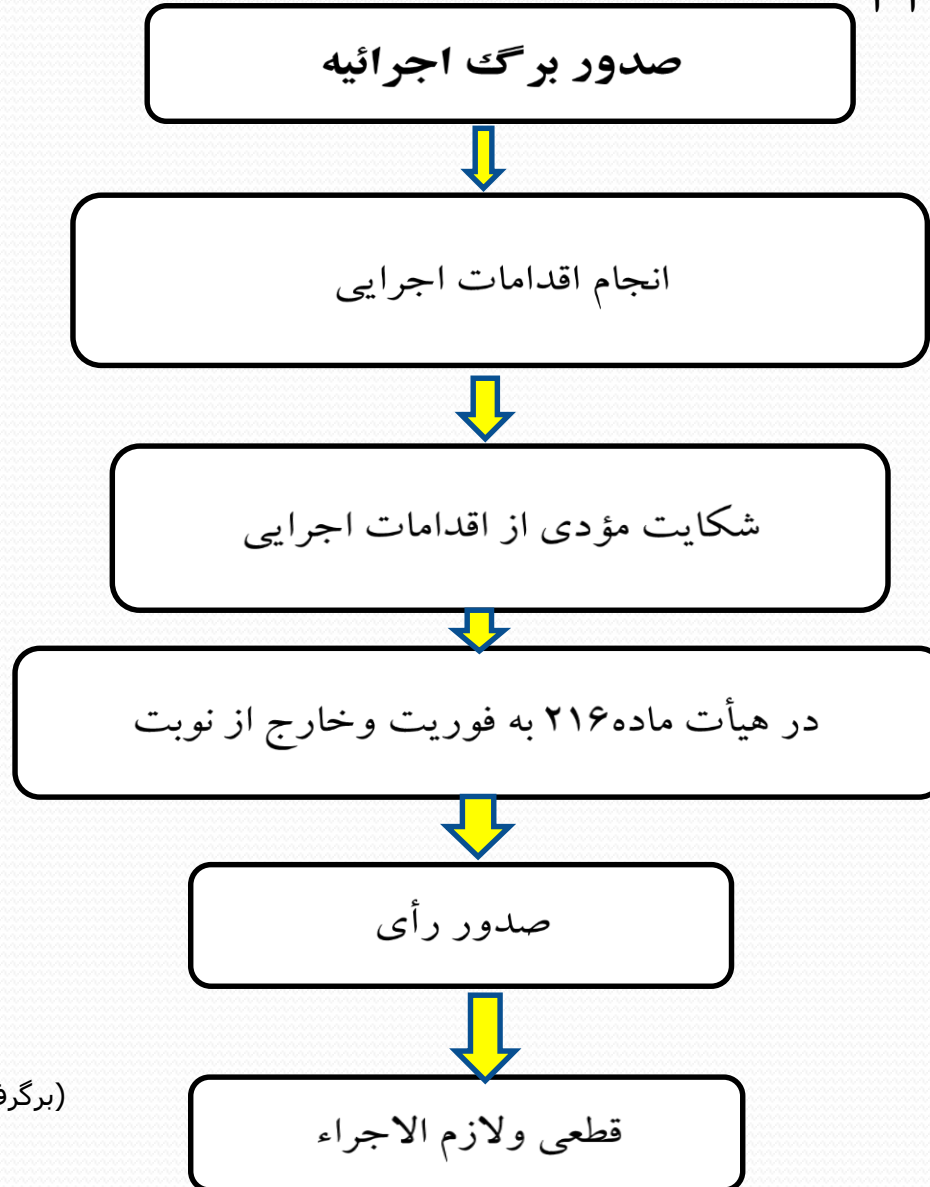 صدور برگ اجرائیه
انجام اقدامات اجرایی
شکایت مؤدی از اقدامات اجرایی
در هیأت ماده۲۱۶ به فوریت وخارج از نوبت
صدور رأی
قطعی ولازم الاجراء